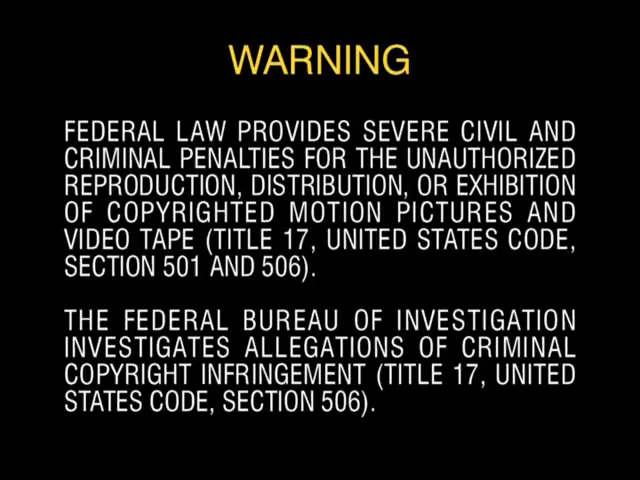 WARNING
FEDERAL LAW PROVIDES SEVERE CIVIL AND
CRIMINAL PENALTIES FOR THE UNAUTHORIZED
REPRODUCTION, DISTRIBUTION, OR EXHIBITION
OF COPYRIGHTED MOTION PICTURES AND
VIDEO TAPE (TITLE 17, UNITED STATES CODE,
SECTION 501 AND 506).
THE FEDERAL BUREAU OF INVESTIGATION
INVESTIGATES ALLEGATIONS OF CRIMINAL
COPYRIGHT INFRINGEMENT (TITLE 17, UNITED
STATES CODE, SECTION 506).